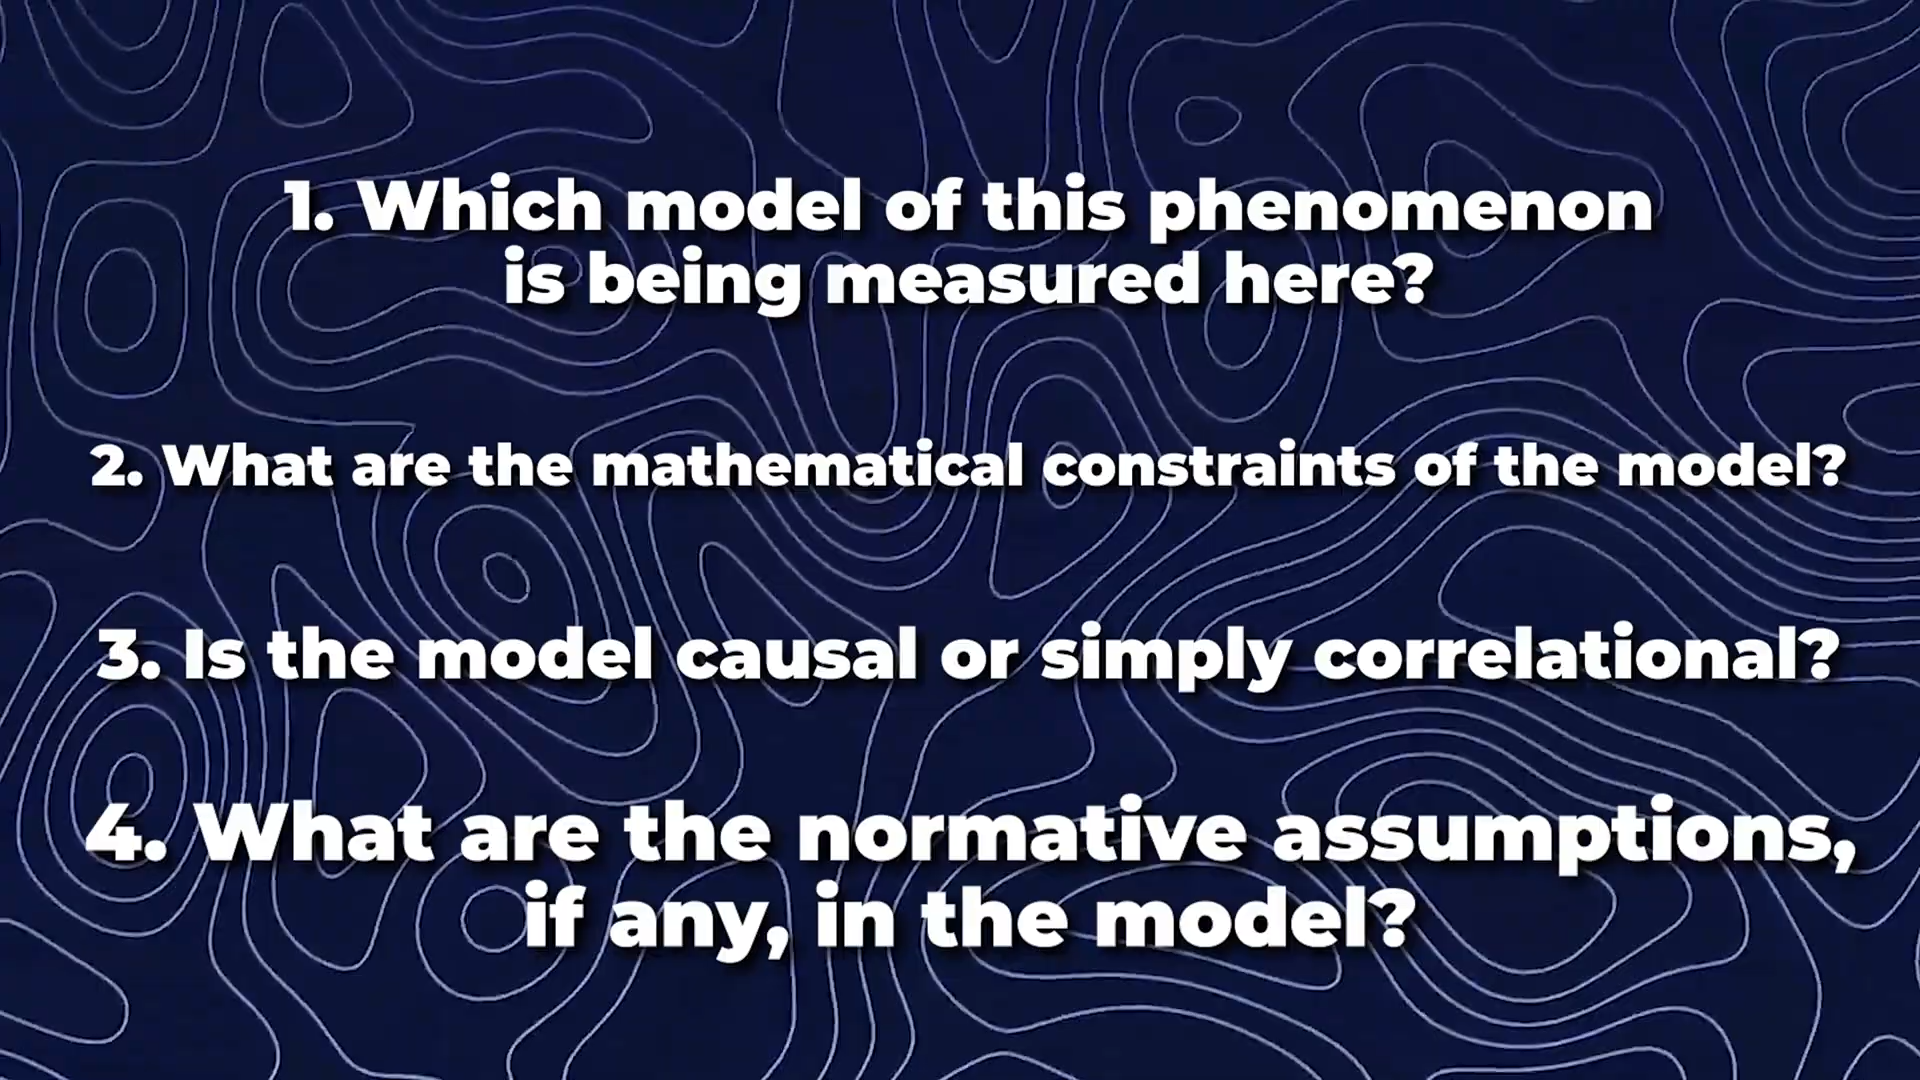 1. Which model of this phenomenon
is being measured here?
2. What are the mathematical constraints of the model?
3. Is the model causal or simply correlational?
4. What are the normative assumptions,
if any, in the model?